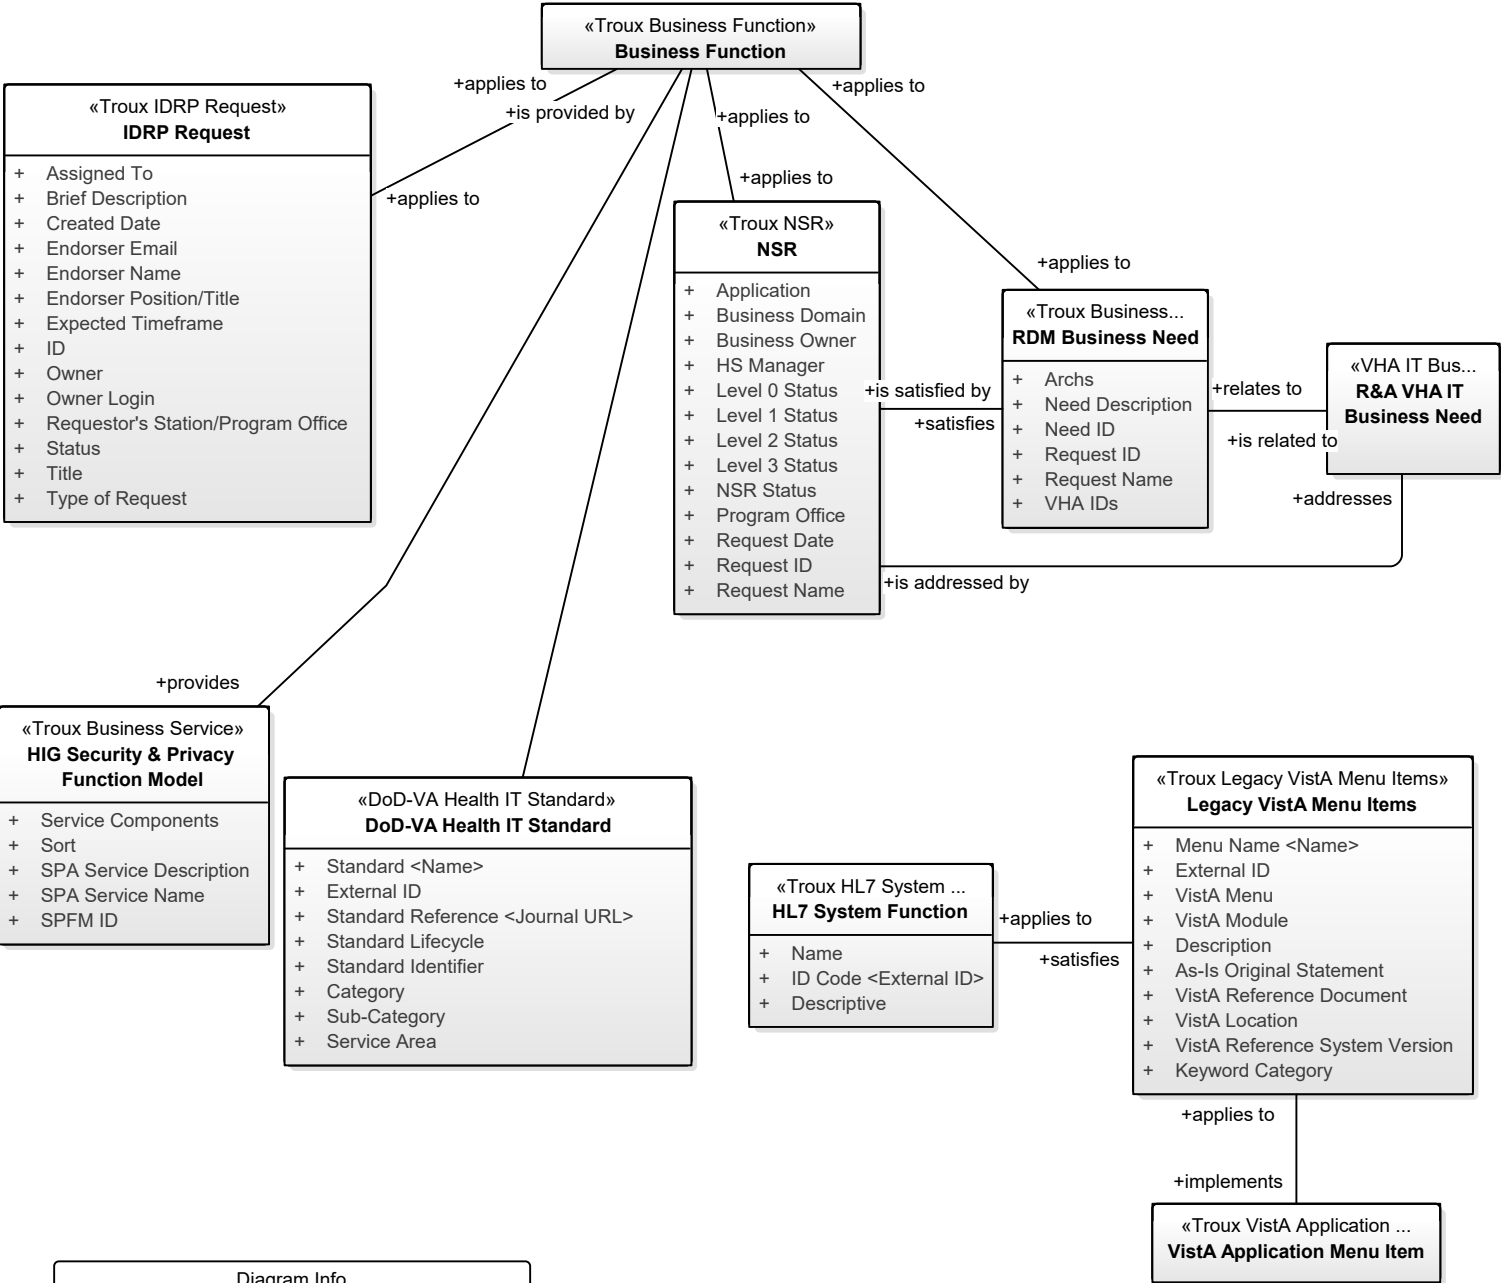 «Troux Business Function»
Business Function
+applies to
+is provided by
+applies to
+applies to
+applies to
+applies to
+applies to
«Troux IDRP Request»
IDRP Request
+ Assigned To
+ Brief Description
+ Created Date
+ Endorser Email
+ Endorser Name
+ Endorser Position/Title
+ Expected Timeframe
+ ID
+ Owner
+ Owner Login
+ Requestor's Station/Program Office
+ Status
+ Title
+ Type of Request
«Troux NSR»
NSR
+ Application
+ Business Domain
+ Business Owner
+ HS Manager
+ Level 0 Status
+ Level 1 Status
+ Level 2 Status
+ Level 3 Status
+ NSR Status
+ Program Office
+ Request Date
+ Request ID
+ Request Name
+is satisfied by
+satisfies
«Troux Business...
RDM Business Need
+ Archs
+ Need Description
+ Need ID
+ Request ID
+ Request Name
+ VHA IDs
+relates to
+is related to
«VHA IT Bus...
R&A VHA IT
Business Need
+addresses
+is addressed by
+provides
«Troux Business Service»
HIG Security & Privacy
Function Model
+ Service Components
+ Sort
+ SPA Service Description
+ SPA Service Name
+ SPFM ID
«DoD-VA Health IT Standard»
DoD-VA Health IT Standard
+ Standard <Name>
+ External ID
+ Standard Reference <Journal URL>
+ Standard Lifecycle
+ Standard Identifier
+ Category
+ Sub-Category
+ Service Area
«Troux HL7 System ...
HL7 System Function
+ Name
+ ID Code <External ID>
+ Descriptive
+applies to
+satisfies
«Troux Legacy VistA Menu Items»
Legacy VistA Menu Items
+ Menu Name <Name>
+ External ID
+ VistA Menu
+ VistA Module
+ Description
+ As-Is Original Statement
+ VistA Reference Document
+ VistA Location
+ VistA Reference System Version
+ Keyword Category
+applies to
+implements
«Troux VistA Application ...
VistA Application Menu Item
Diagram Info